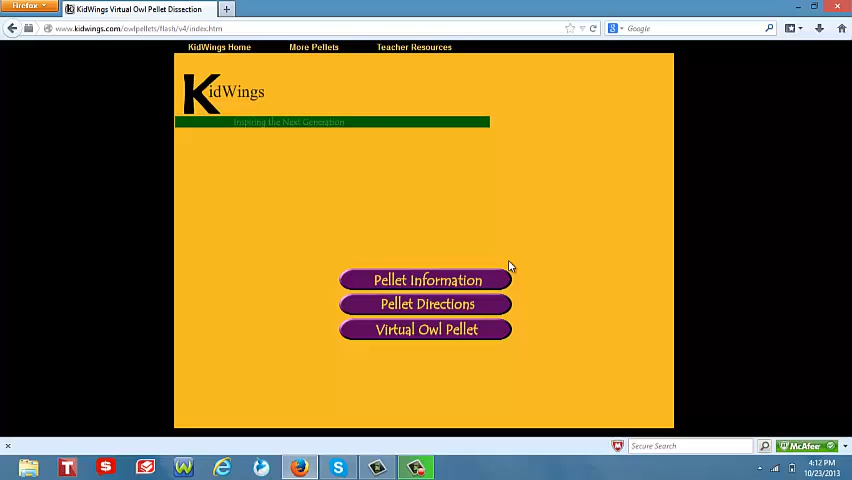 Firefox
KidWings Virtual Owl Pellet Dissection
www.kidwings.com/owlpellets/flash/v4/index.htm
Google
KidWings Home More Pellets Teacher Resources
KidWings
Inspiring the Next Generation
Pellet Information
Pellet Directions
Virtual Owl Pellet
Secure Search
McAfee
4:12 PM
10/23/2013